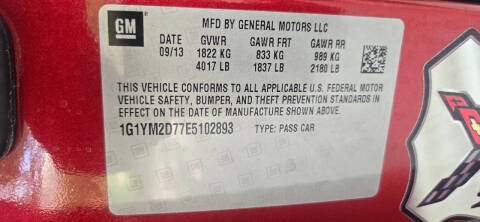 GM
MFD BY GENERAL MOTORS LLC
DATE GVWR GAWR FRT GAWR RR
09/13 1822 KG 833 KG 989 KG
4017 LB 1837 LB 2180 LB
THIS VEHICLE CONFORMS TO ALL APPLICABLE U.S. FEDERAL MOTOR
VEHICLE SAFETY, BUMPER, AND THEFT PREVENTION STANDARDS IN
EFFECT ON THE DATE OF MANUFACTURE SHOWN ABOVE.
1G1YM2D77E5102893 TYPE: PASS CAR